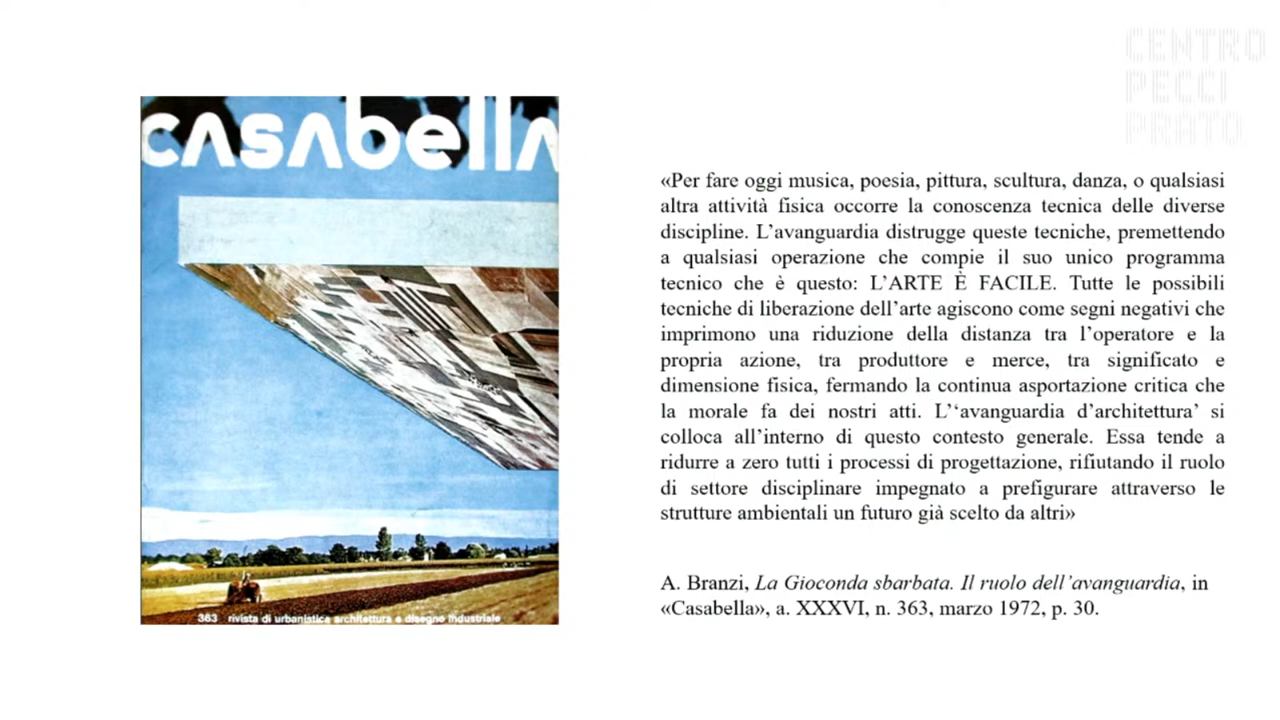 CENTRO
PECCI
PRATO
casabella
363 rivista di urbanistica architettura e disegno industriale
«Per fare oggi musica, poesia, pittura, scultura, danza, o qualsiasi
altra attività fisica occorre la conoscenza tecnica delle diverse
discipline. L’avanguardia distrugge queste tecniche, premettendo
a qualsiasi operazione che compie il suo unico programma
tecnico che è questo: L’ARTE È FACILE. Tutte le possibili
tecniche di liberazione dell’arte agiscono come segni negativi che
imprimono una riduzione della distanza tra l’operatore e la
propria azione, tra produttore e merce, tra significato e
dimensione fisica, fermando la continua asportazione critica che
la morale fa dei nostri atti. L’‘avanguardia d’architettura’ si
colloca all’interno di questo contesto generale. Essa tende a
ridurre a zero tutti i processi di progettazione, rifiutando il ruolo
di settore disciplinare impegnato a prefigurare attraverso le
strutture ambientali un futuro già scelto da altri»
A. Branzi, La Gioconda sbarbata. Il ruolo dell’avanguardia, in
«Casabella», a. XXXVI, n. 363, marzo 1972, p. 30.